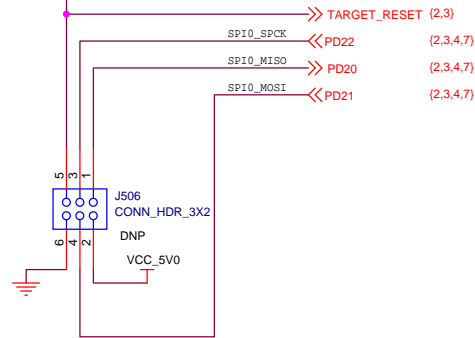 TARGET_RESET {2,3}
SPI0_SPCK PD22 {2,3,4,7}
SPI0_MISO PD20 {2,3,4,7}
SPI0_MOSI PD21 {2,3,4,7}
5 3 1
J506
CONN_HDR_3X2
6 4 2
DNP
VCC_5V0